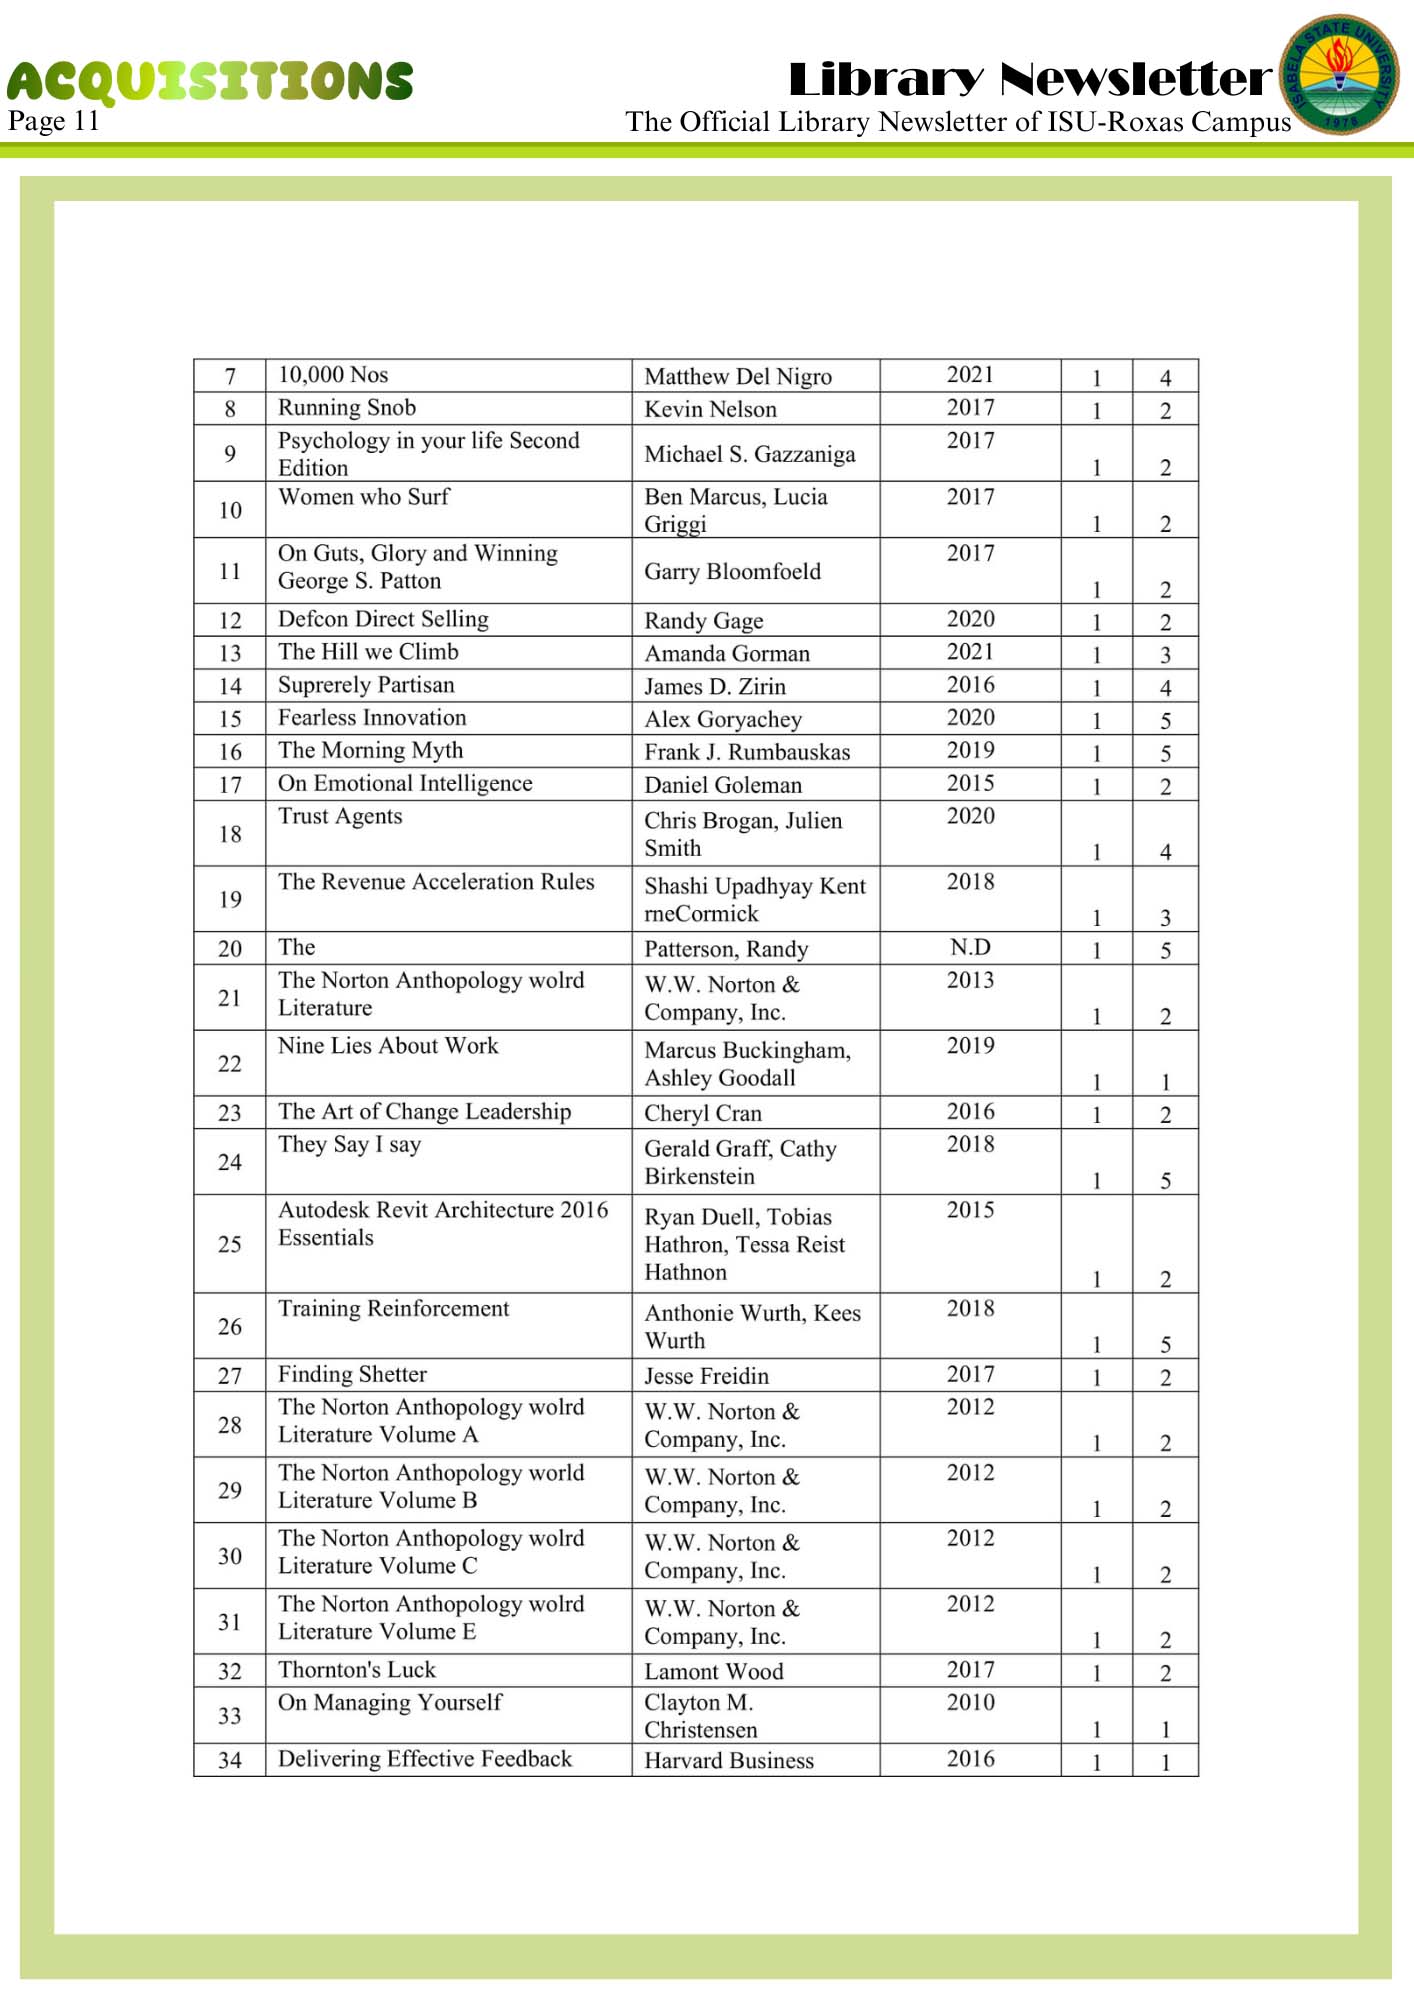 ACQUISITIONS
Library Newsletter
Page 11
The Official Library Newsletter of ISU-Roxas Campus
ISABELA STATE UNIVERSITY
1978
7 10,000 Nos Matthew Del Nigro 2021 1 4
8 Running Snob Kevin Nelson 2017 1 2
9 Psychology in your life Second Michael S. Gazzaniga 2017
Edition 1 2
10 Women who Surf Ben Marcus, Lucia 2017
Griggi 1 2
11 On Guts, Glory and Winning Garry Bloomfoeld 2017
George S. Patton 1 2
12 Defcon Direct Selling Randy Gage 2020 1 2
13 The Hill we Climb Amanda Gorman 2021 1 3
14 Suprerely Partisan James D. Zirin 2016 1 4
15 Fearless Innovation Alex Goryachey 2020 1 5
16 The Morning Myth Frank J. Rumbauskas 2019 1 5
17 On Emotional Intelligence Daniel Goleman 2015 1 2
18 Trust Agents Chris Brogan, Julien 2020
Smith 1 4
19 The Revenue Acceleration Rules Shashi Upadhyay Kent 2018
rneCormick 1 3
20 The Patterson, Randy N.D 1 5
21 The Norton Anthopology wolrd W.W. Norton & 2013
Literature Company, Inc. 1 2
22 Nine Lies About Work Marcus Buckingham, 2019
Ashley Goodall 1 1
23 The Art of Change Leadership Cheryl Cran 2016 1 2
24 They Say I say Gerald Graff, Cathy 2018
Birkenstein 1 5
25 Autodesk Revit Architecture 2016 Ryan Duell, Tobias 2015
Essentials Hathron, Tessa Reist
Hathnon 1 2
26 Training Reinforcement Anthonie Wurth, Kees 2018
Wurth 1 5
27 Finding Shetter Jesse Freidin 2017 1 2
28 The Norton Anthopology wolrd W.W. Norton & 2012
Literature Volume A Company, Inc. 1 2
29 The Norton Anthopology world W.W. Norton & 2012
Literature Volume B Company, Inc. 1 2
30 The Norton Anthopology wolrd W.W. Norton & 2012
Literature Volume C Company, Inc. 1 2
31 The Norton Anthopology wolrd W.W. Norton & 2012
Literature Volume E Company, Inc. 1 2
32 Thornton's Luck Lamont Wood 2017 1 2
33 On Managing Yourself Clayton M. 2010
Christensen 1 1
34 Delivering Effective Feedback Harvard Business 2016 1 1